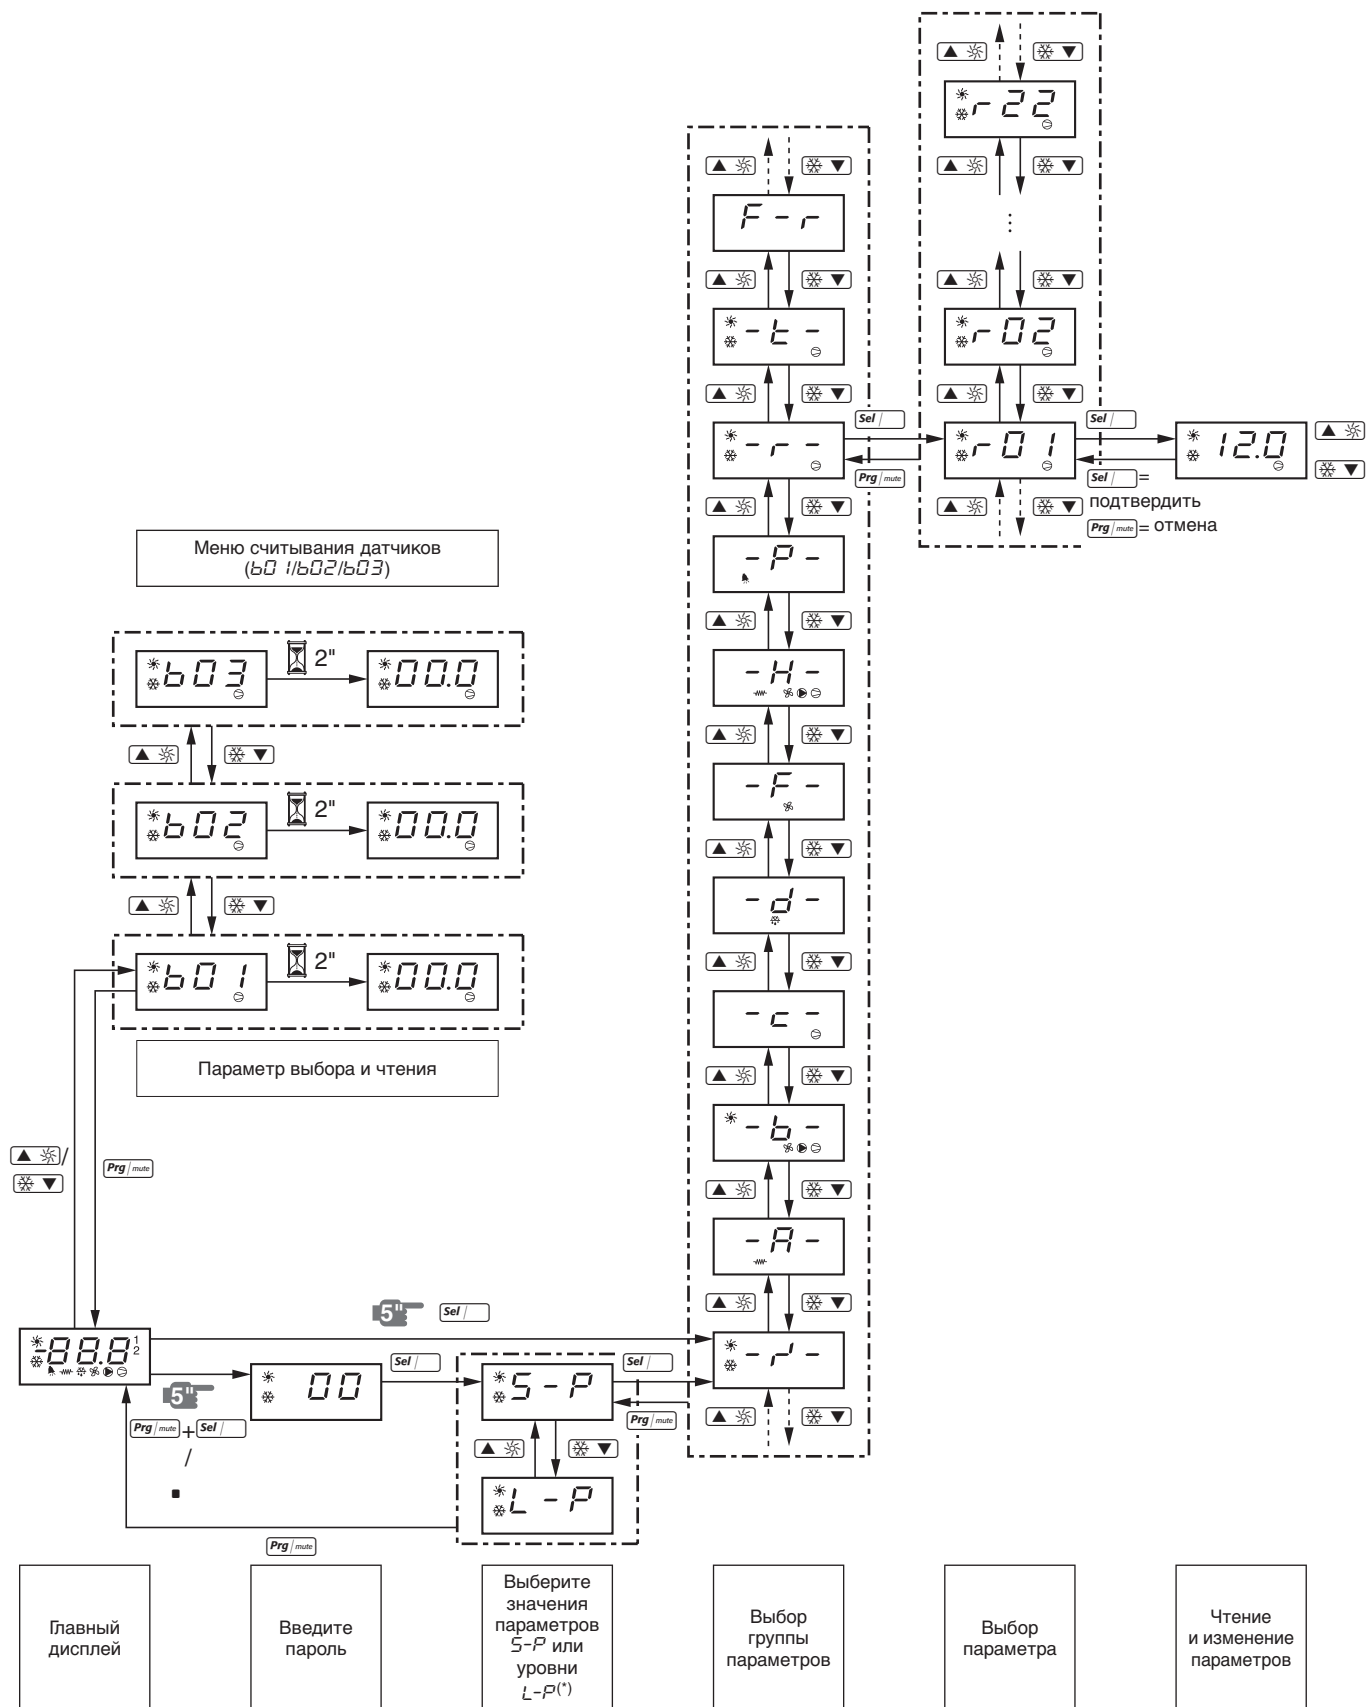 r22
F-r
-t-
r02
Sel
Sel
-r-
r01
12.0
Prg/mute
Sel =
подтвердить
Prg/mute = отмена
-P-
Меню считывания датчиков
(b01/b02/b03)
-H-
b03
2"
00.0
-F-
b02
2"
00.0
-d-
b01
2"
00.0
-c-
Параметр выбора и чтения
-b-
/
Prg/mute
-A-
5"
Sel
-88.8
1
2
-r-
5"
00
Sel
S-P
Sel
Prg/mute + Sel
Prg/mute
/
L-P
Prg/mute
Главный
дисплей
Введите
пароль
Выберите
значения
параметров
S-P или
уровни
L-P(*)
Выбор
группы
параметров
Выбор
параметра
Чтение
и изменение
параметров